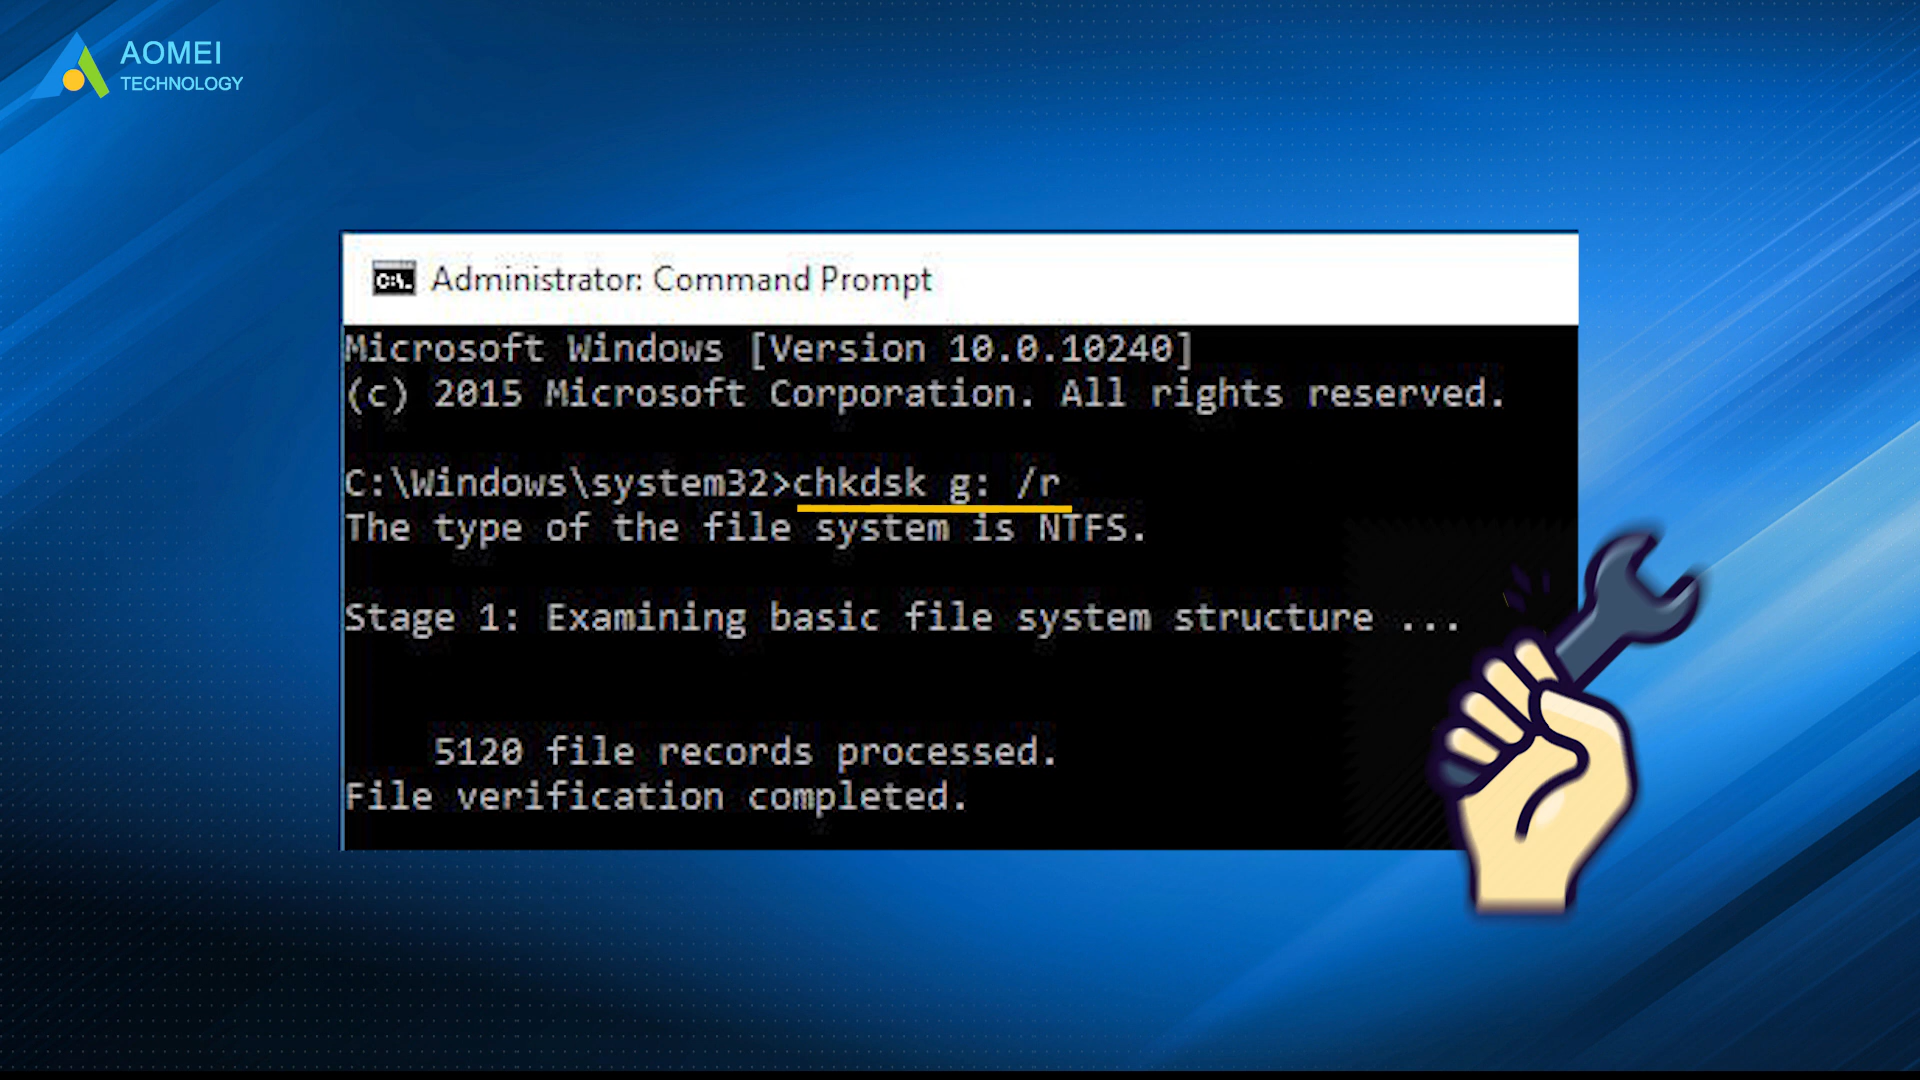 AOMEI
TECHNOLOGY
C:\. Administrator: Command Prompt
Microsoft Windows [Version 10.0.10240]
(c) 2015 Microsoft Corporation. All rights reserved.
C:\Windows\system32>chkdsk g: /r
The type of the file system is NTFS.
Stage 1: Examining basic file system structure ...
5120 file records processed.
File verification completed.